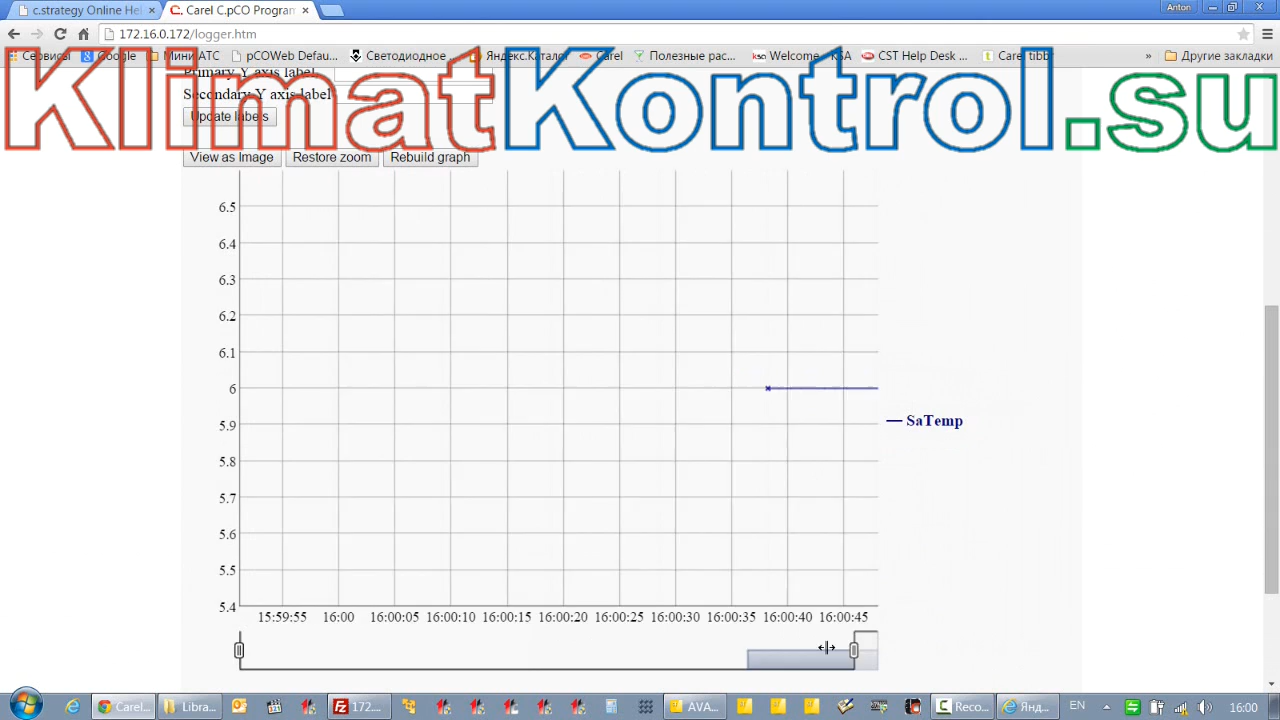 c.strategy Online Hel
Carel C.pCO Program
Anton
172.16.0.172/logger.htm
Сервисы
Google
Мини АТС
pCOWeb Defau...
Светодиодное
Яндекс.Каталог
Carel
Полезные рас...
Welcome - KSA
CST Help Desk ...
Carel tibb
»
Другие закладки
KlimatKontrol.su
Primary Y axis label
Secondary Y axis label
Update labels
View as Image
Restore zoom
Rebuild graph
6.5
6.4
6.3
6.2
6.1
6
5.9
5.8
5.7
5.6
5.5
5.4
SaTemp
15:59:55 16:00 16:00:05 16:00:10 16:00:15 16:00:20 16:00:25 16:00:30 16:00:35 16:00:40 16:00:45
Carel...
Libra...
172...
AVA...
Reco...
Янд...
EN
16:00